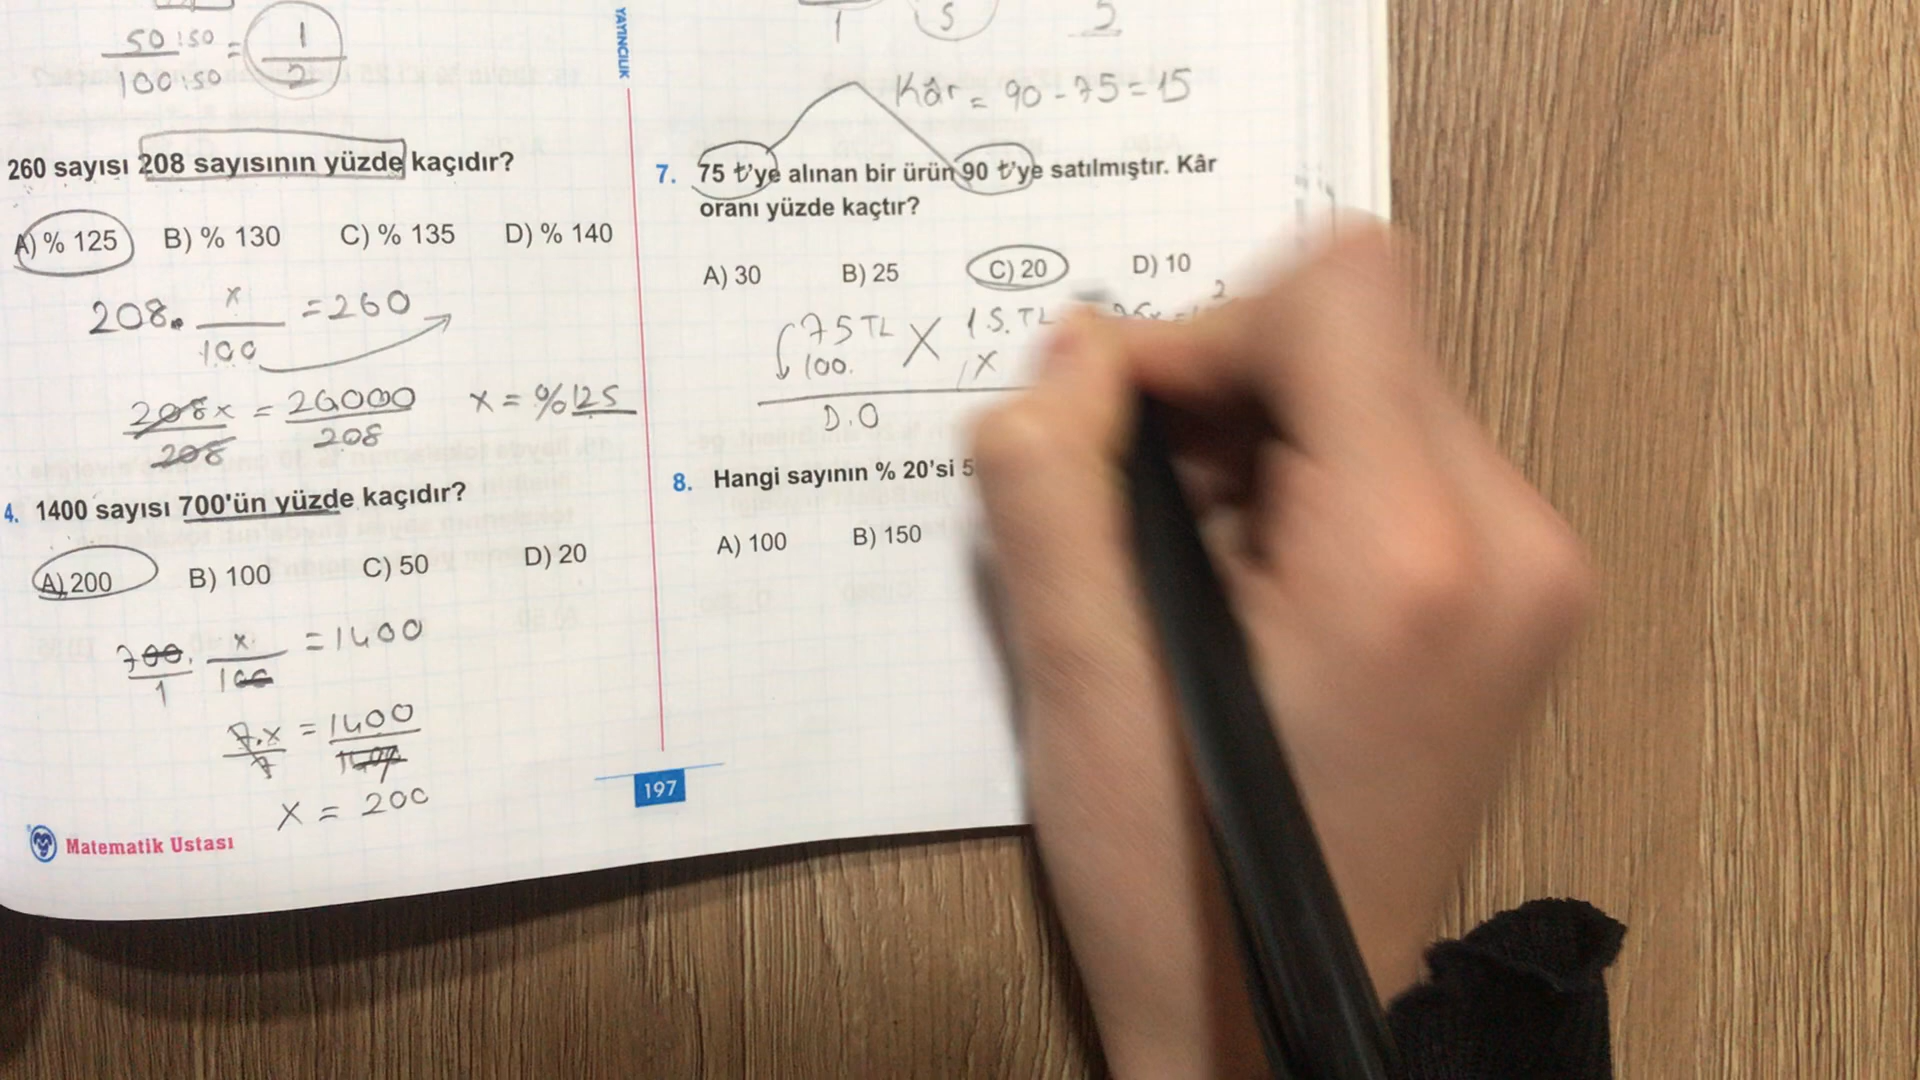 50:50 = 1
100:50 2
260 sayısı 208 sayısının yüzde kaçıdır?
A) % 125 B) % 130 C) % 135 D) % 140
208 . x = 260
100
208x = 26000 x = %125
208 208
4. 1400 sayısı 700'ün yüzde kaçıdır?
A) 200 B) 100 C) 50 D) 20
700 . x = 1400
1 100
7.x = 1400
7
x = 200
Matematik Ustası
197
YAYINCILIK
1 5 2
Kâr = 90 - 75 = 15
7. 75 ₺'ye alınan bir ürün 90 ₺'ye satılmıştır. Kâr
oranı yüzde kaçtır?
A) 30 B) 25 C) 20 D) 10
75 TL X 15 TL
100 X
D.O
8. Hangi sayının % 20'si 5
A) 100 B) 150